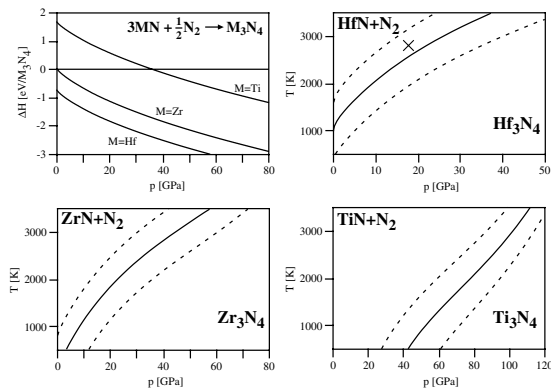 3MN + ½N₂ → M₃N₄
ΔH [eV/M₃N₄]
2
1
0
-1
-2
-3
M=Ti
M=Zr
M=Hf
0 20 40 60 80
p [GPa]
HfN+N₂
T [K]
3000
2000
1000
Hf₃N₄
0 10 20 30 40 50
p [GPa]
ZrN+N₂
T [K]
3000
2000
1000
Zr₃N₄
0 20 40 60 80
p [GPa]
TiN+N₂
T [K]
3000
2000
1000
Ti₃N₄
0 20 40 60 80 100 120
p [GPa]